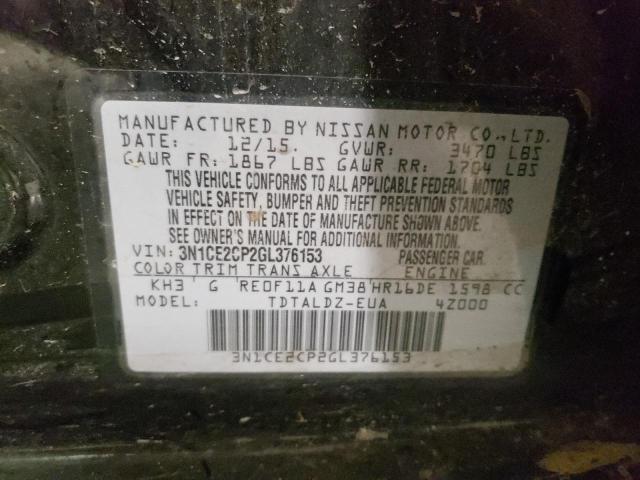 MANUFACTURED BY NISSAN MOTOR CO., LTD.
DATE: 12/15. GVWR: 3470 LBS
GAWR FR: 1867 LBS GAWR RR: 1704 LBS
THIS VEHICLE CONFORMS TO ALL APPLICABLE FEDERAL MOTOR
VEHICLE SAFETY, BUMPER AND THEFT PREVENTION STANDARDS
IN EFFECT ON THE DATE OF MANUFACTURE SHOWN ABOVE.
SEE OWNER'S MANUAL FOR ADDITIONAL INFORMATION.
VIN: 3N1CE2CP2GL376153 PASSENGER CAR.
COLOR TRIM TRANS AXLE ENGINE
KH3 G RE0F11A GM38 HR16DE 1598 CC
MODEL: TDTALDZ-EUA 4Z000
3N1CE2CP2GL376153